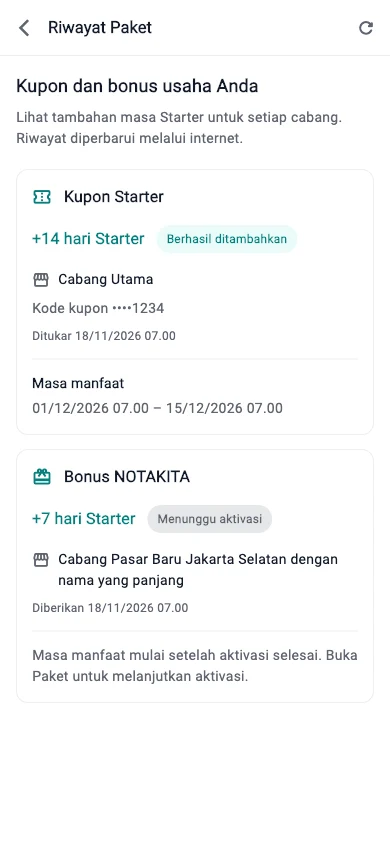 Riwayat Paket
Kupon dan bonus usaha Anda
Lihat tambahan masa Starter untuk setiap cabang.
Riwayat diperbarui melalui internet.
Kupon Starter
+14 hari Starter
Berhasil ditambahkan
Cabang Utama
Kode kupon ••••1234
Ditukar 18/11/2026 07.00
Masa manfaat
01/12/2026 07.00 – 15/12/2026 07.00
Bonus NOTAKITA
+7 hari Starter
Menunggu aktivasi
Cabang Pasar Baru Jakarta Selatan dengan
nama yang panjang
Diberikan 18/11/2026 07.00
Masa manfaat mulai setelah aktivasi selesai. Buka
Paket untuk melanjutkan aktivasi.